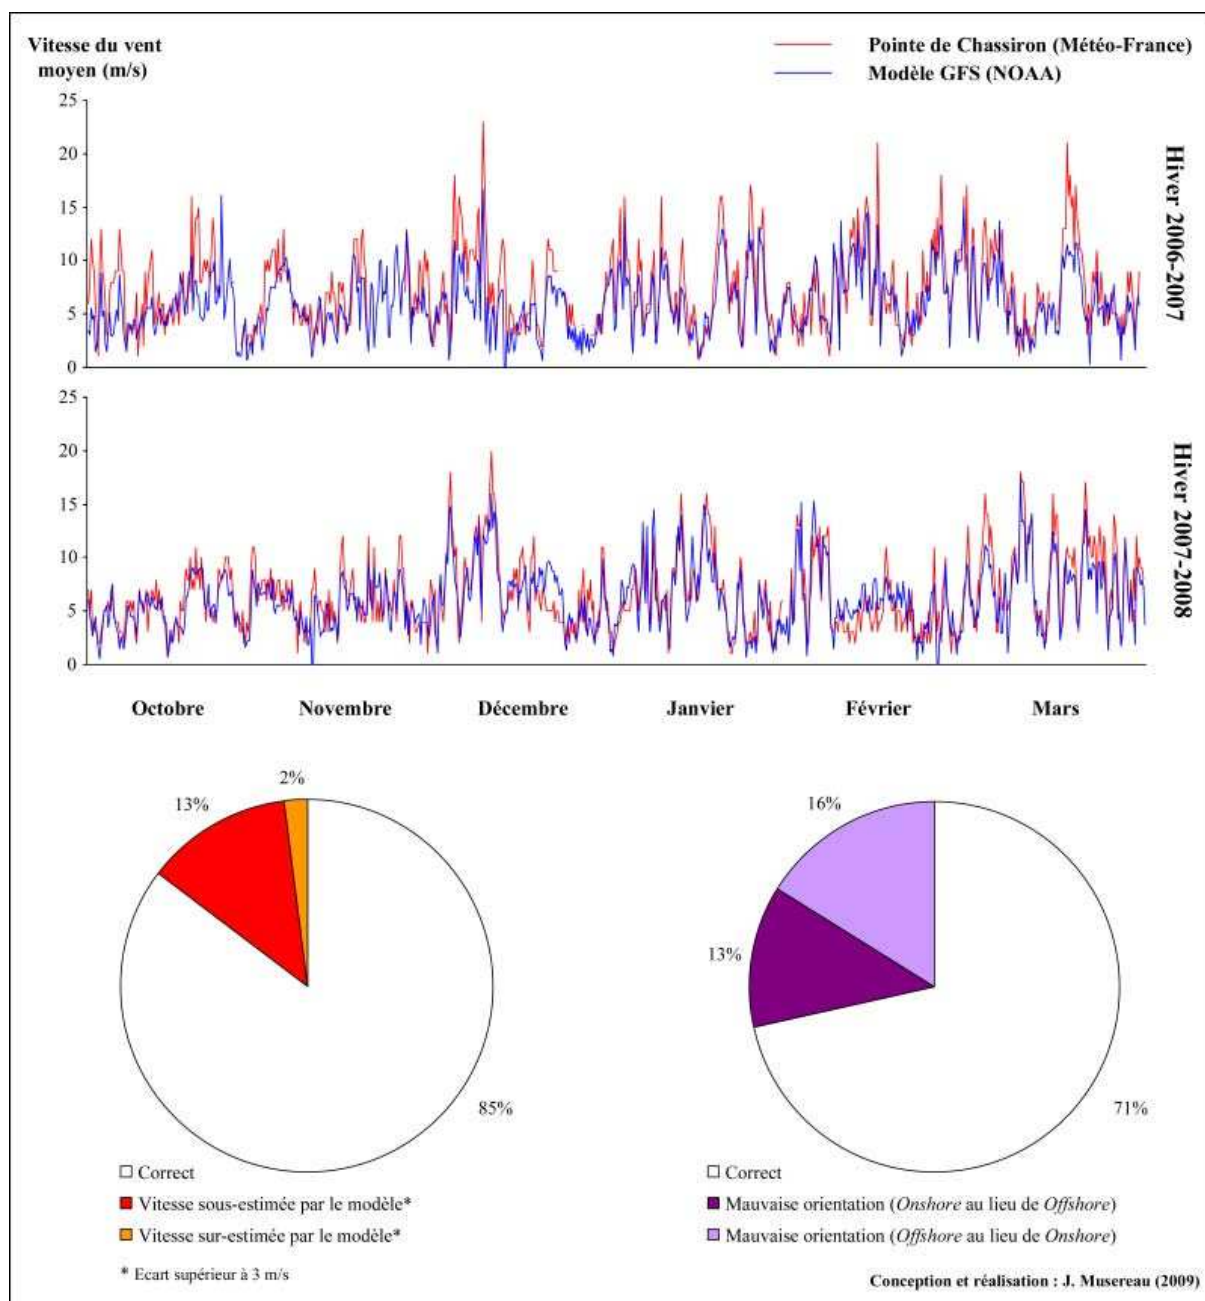 Vitesse du vent
moyen (m/s)
Pointe de Chassiron (Météo-France)
Modèle GFS (NOAA)
25
20
15
10
5
0
Hiver 2006-2007
25
20
15
10
5
0
Hiver 2007-2008
Octobre Novembre Décembre Janvier Février Mars
2%
13%
85%
16%
13%
71%
Correct
Vitesse sous-estimée par le modèle*
Vitesse sur-estimée par le modèle*
* Ecart supérieur à 3 m/s
Correct
Mauvaise orientation (Onshore au lieu de Offshore)
Mauvaise orientation (Offshore au lieu de Onshore)
Conception et réalisation : J. Musereau (2009)